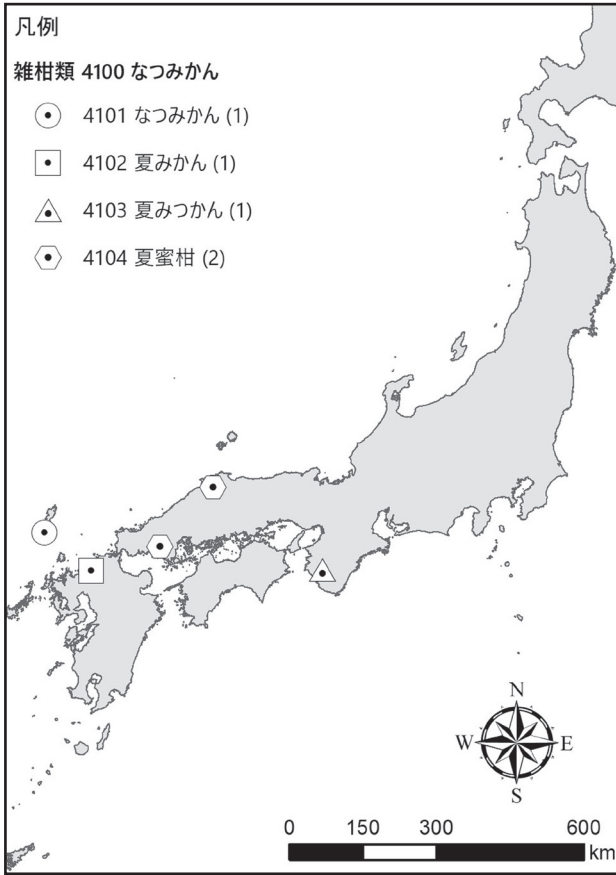 凡例
雑柑類 4100 なつみかん
4101 なつみかん (1)
4102 夏みかん (1)
4103 夏みつかん (1)
4104 夏蜜柑 (2)
N
W E
S
0 150 300 600
km